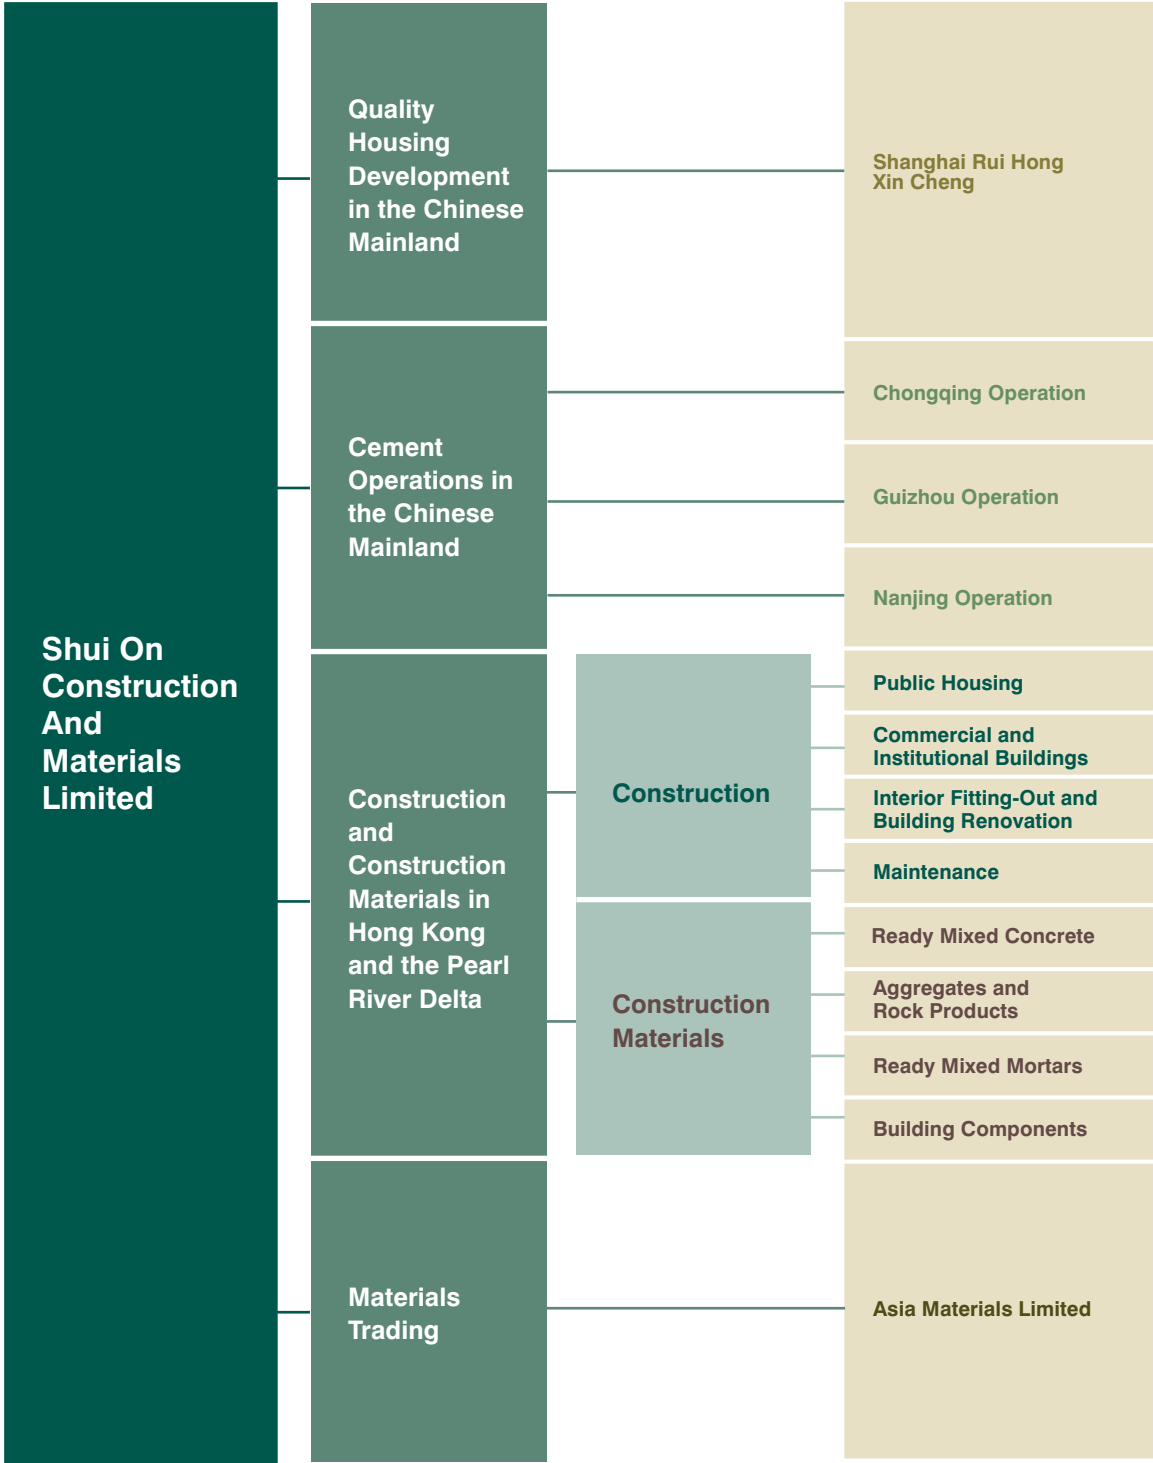 Shui On
Construction
And
Materials
Limited
Quality
Housing
Development
in the Chinese
Mainland
Shanghai Rui Hong
Xin Cheng
Cement
Operations in
the Chinese
Mainland
Chongqing Operation
Guizhou Operation
Nanjing Operation
Construction
and
Construction
Materials in
Hong Kong
and the Pearl
River Delta
Construction
Public Housing
Commercial and
Institutional Buildings
Interior Fitting-Out and
Building Renovation
Maintenance
Construction
Materials
Ready Mixed Concrete
Aggregates and
Rock Products
Ready Mixed Mortars
Building Components
Materials
Trading
Asia Materials Limited